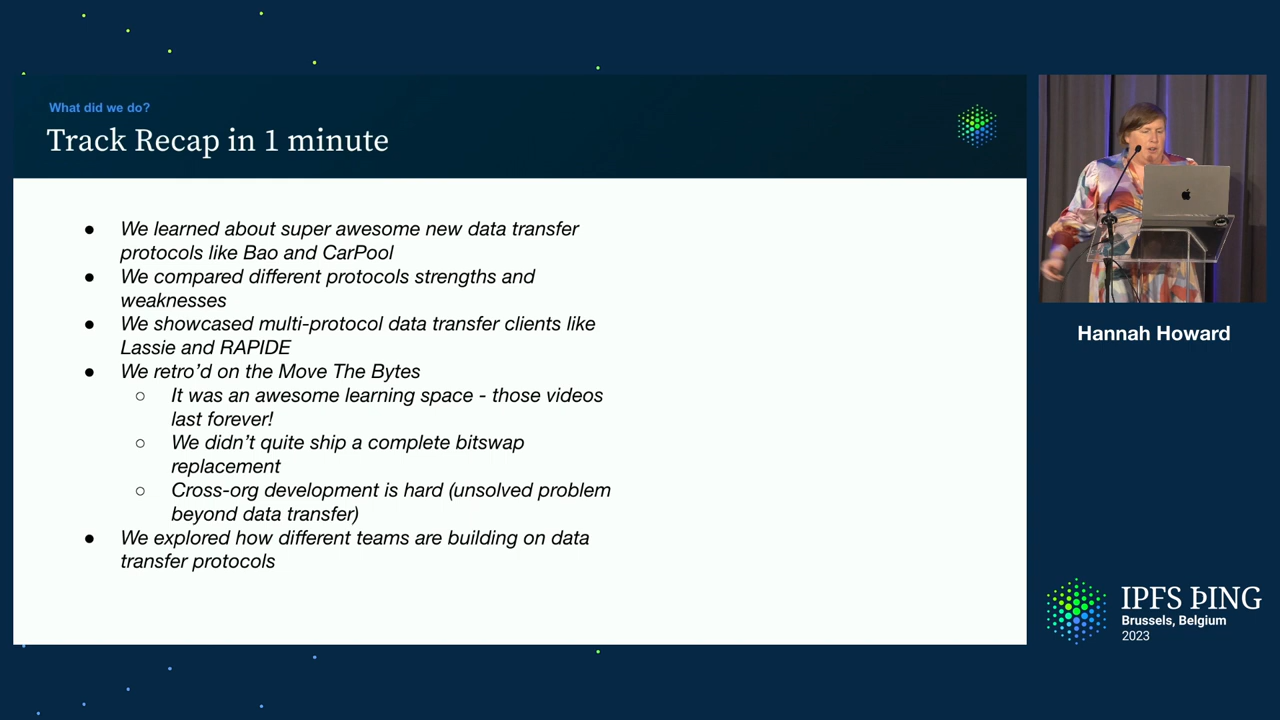 What did we do?
Track Recap in 1 minute
● We learned about super awesome new data transfer
protocols like Bao and CarPool
● We compared different protocols strengths and
weaknesses
● We showcased multi-protocol data transfer clients like
Lassie and RAPIDE
● We retro’d on the Move The Bytes
○ It was an awesome learning space - those videos
last forever!
○ We didn’t quite ship a complete bitswap
replacement
○ Cross-org development is hard (unsolved problem
beyond data transfer)
● We explored how different teams are building on data
transfer protocols
Hannah Howard
IPFS ÞING
Brussels, Belgium
2023